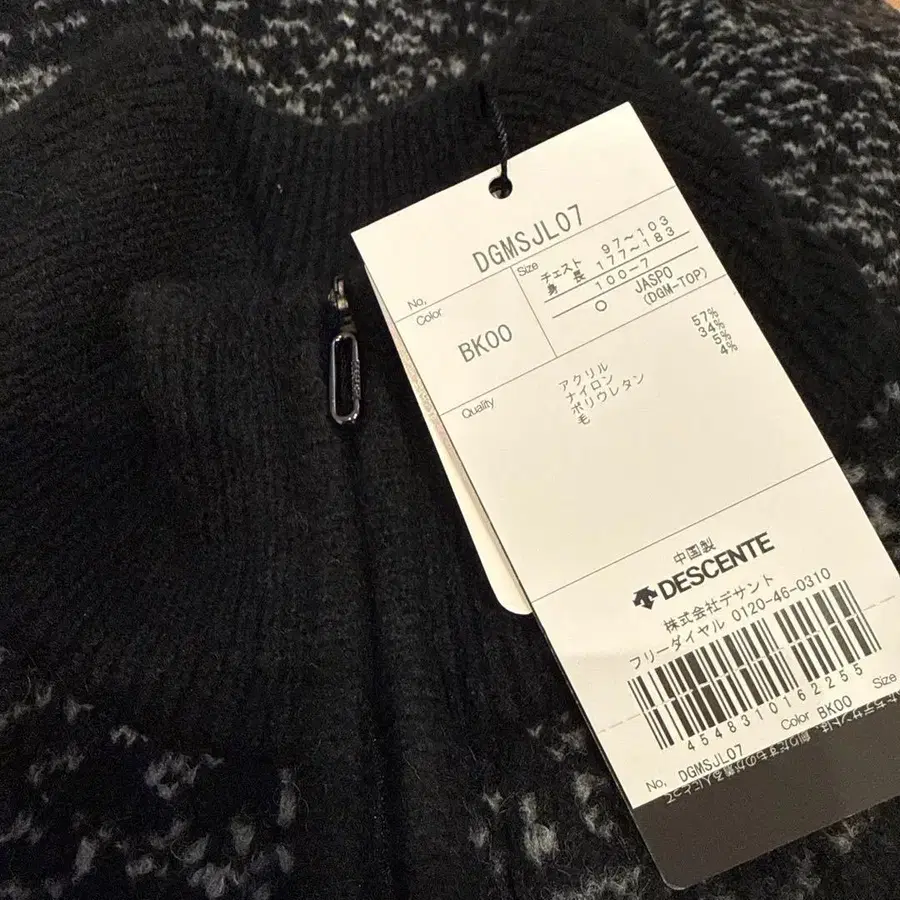 No, DGMSJL07
Color BK00
Size
チェスト 97~103
身長 177~183
100-7
○ JASPO
(DGM-TOP)
Quality
アクリル 57%
ナイロン 34%
ポリウレタン 5%
毛 4%
中国製
DESCENTE
株式会社デサント
フリーダイヤル 0120-46-0310
4548310162255
No, DGMSJL07 Color BK00 Size